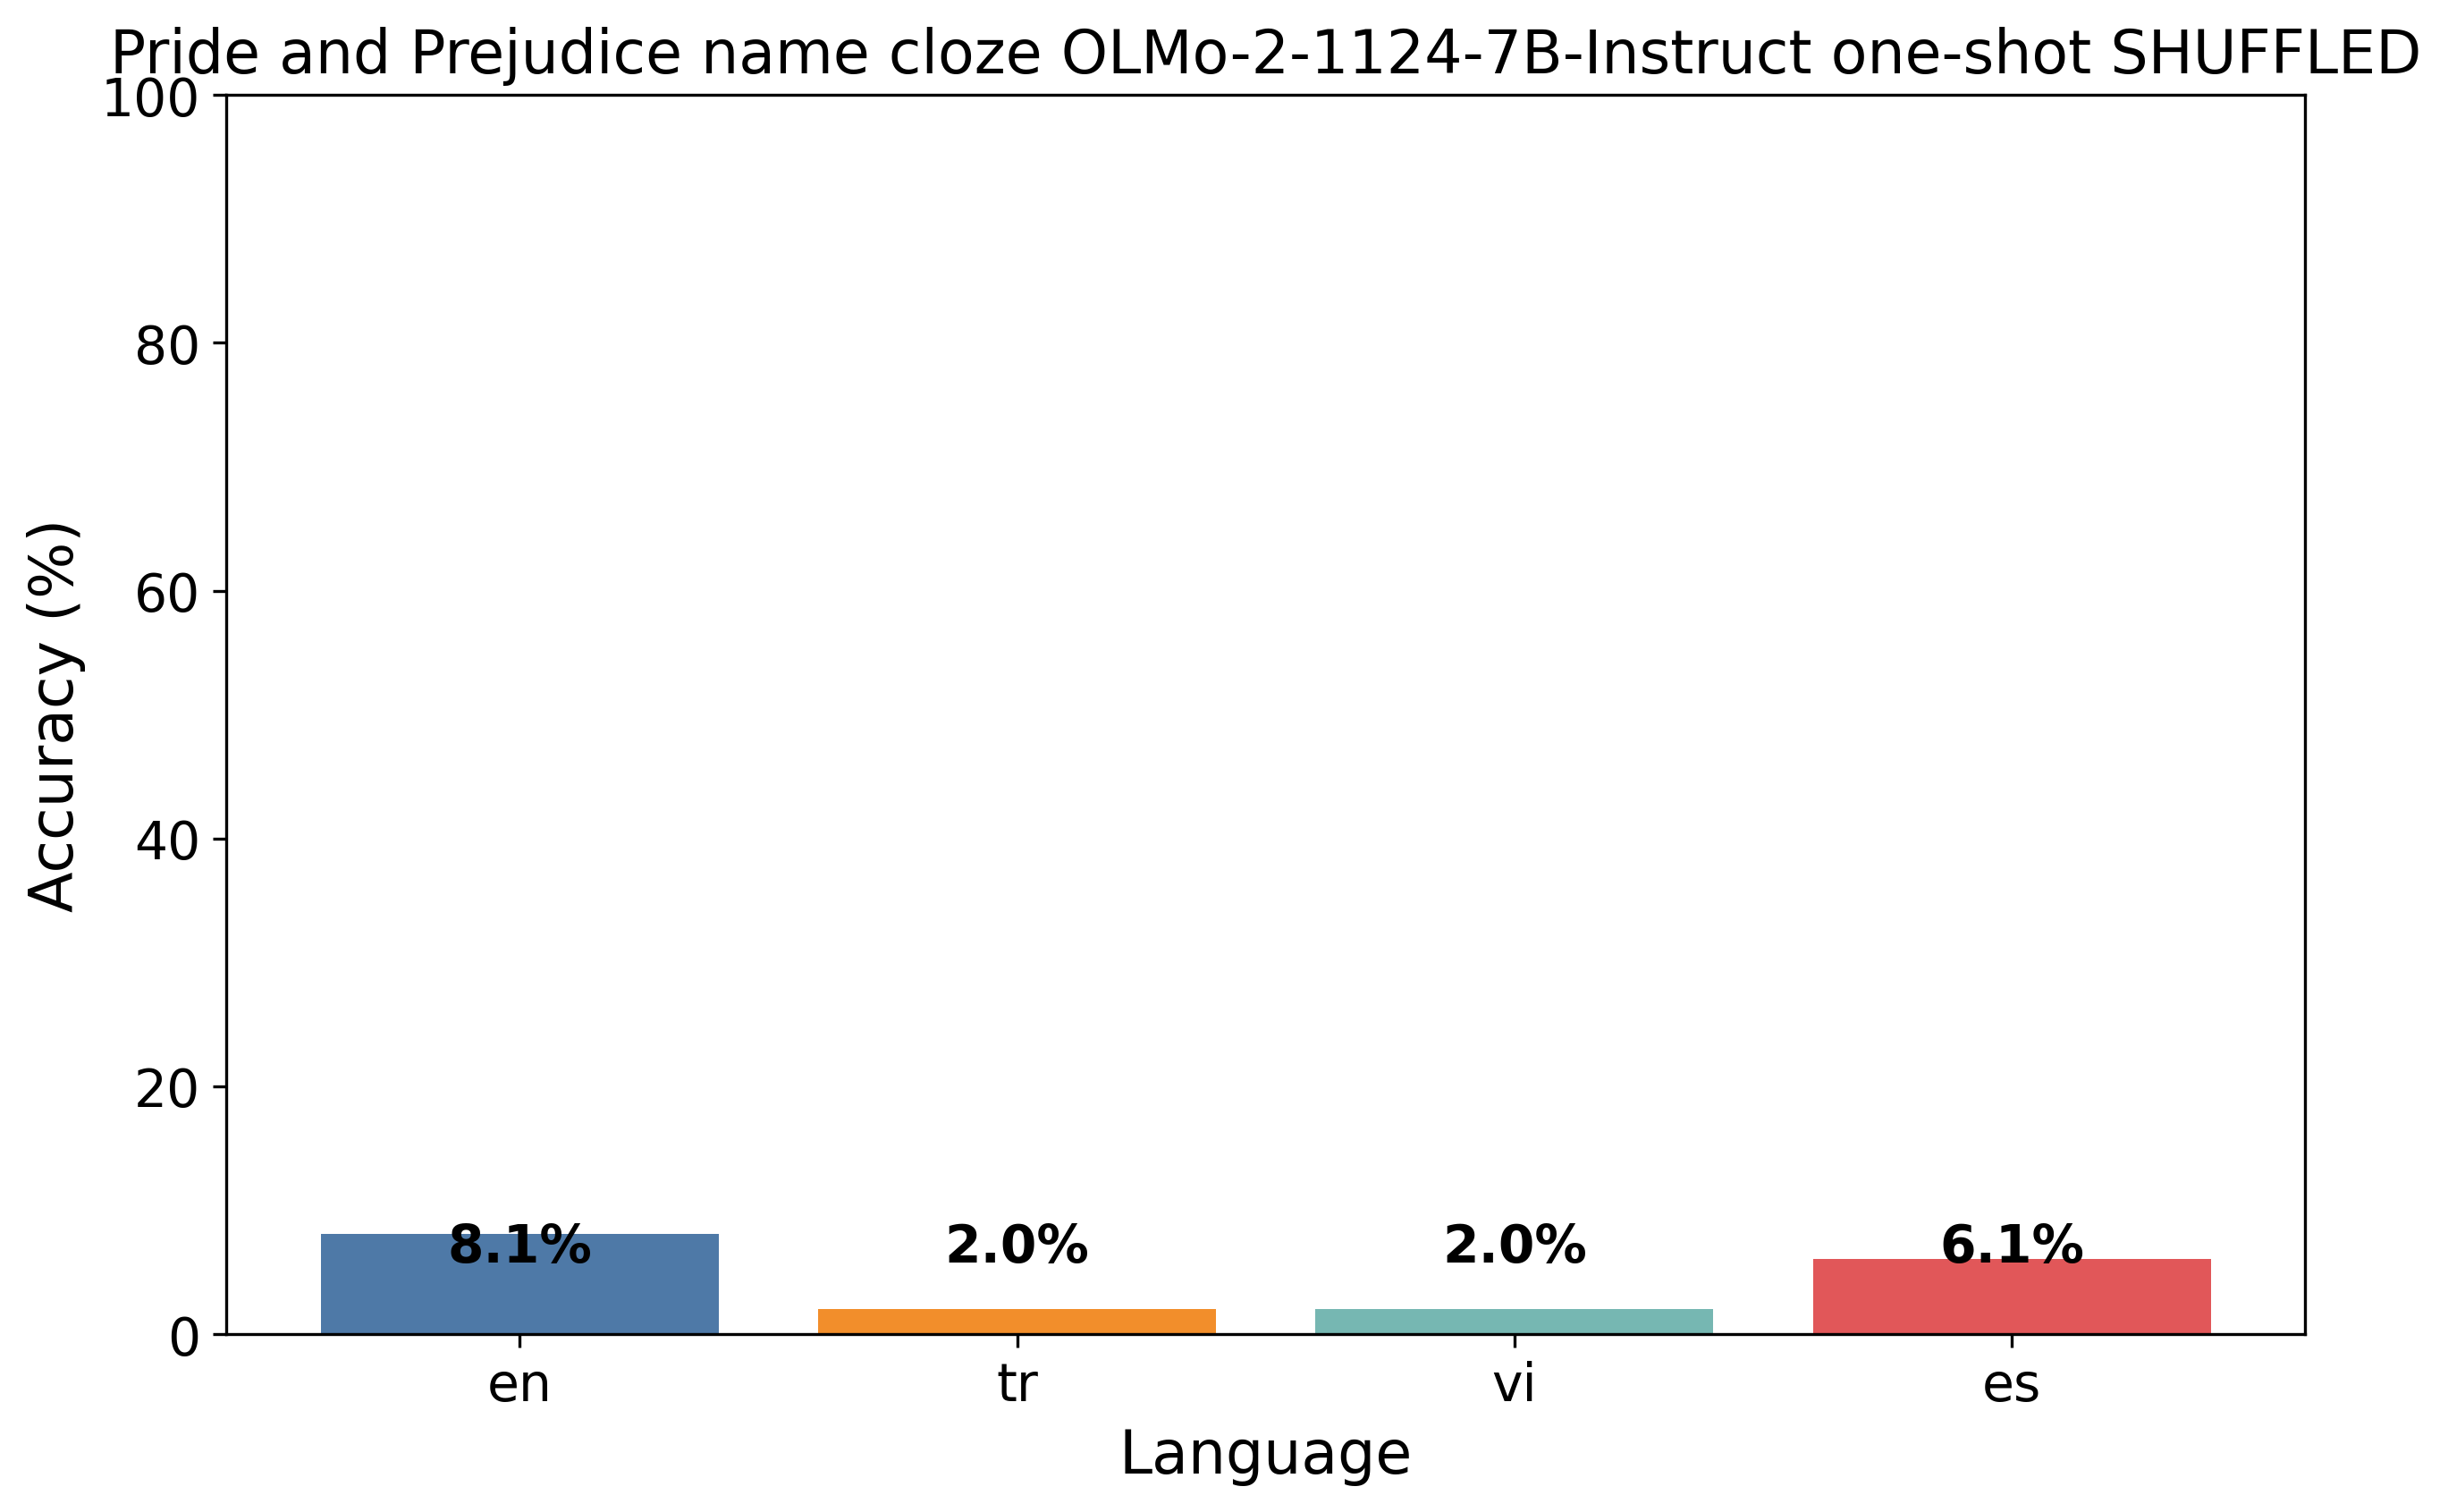 Pride and Prejudice name cloze OLMo-2-1124-7B-Instruct one-shot SHUFFLED
100
80
60
40
20
0
Accuracy (%)
8.1%
2.0%
2.0%
6.1%
en
tr
vi
es
Language